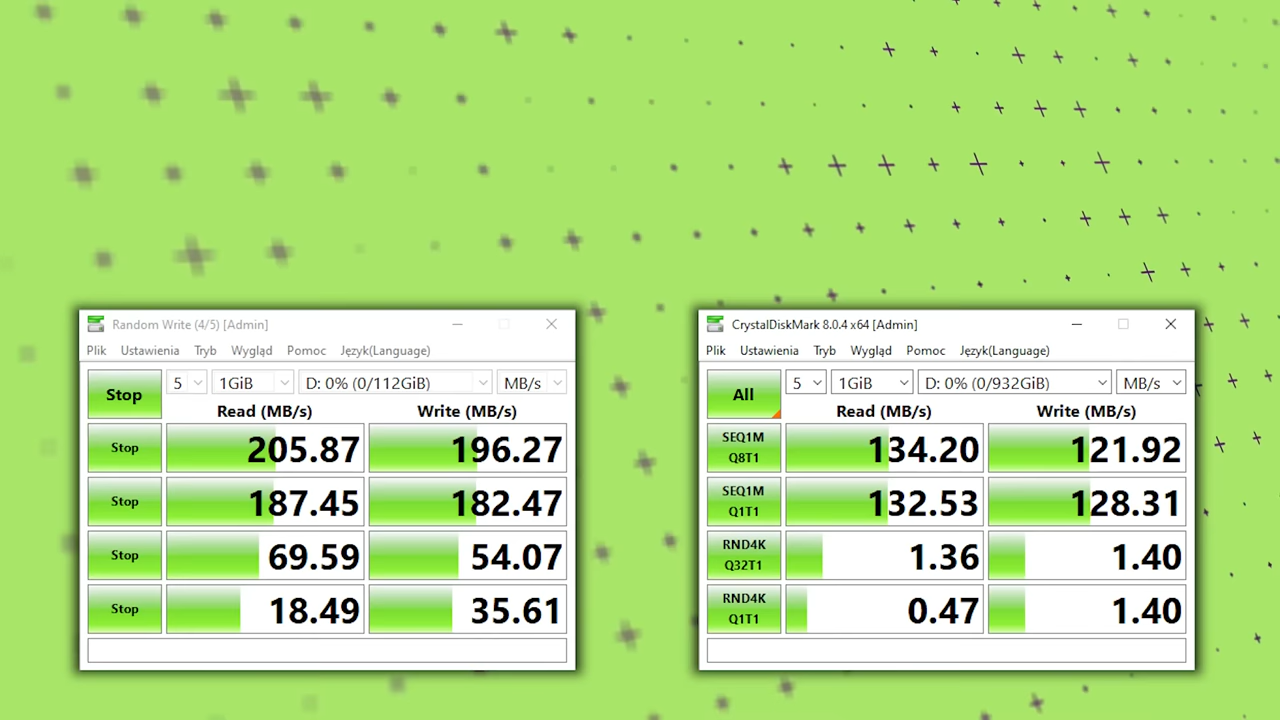 Random Write (4/5) [Admin]
Plik Ustawienia Tryb Wygląd Pomoc Język(Language)
Stop 5 1GiB D: 0% (0/112GiB) MB/s
Read (MB/s) Write (MB/s)
Stop 205.87 196.27
Stop 187.45 182.47
Stop 69.59 54.07
Stop 18.49 35.61
CrystalDiskMark 8.0.4 x64 [Admin]
Plik Ustawienia Tryb Wygląd Pomoc Język(Language)
All 5 1GiB D: 0% (0/932GiB) MB/s
Read (MB/s) Write (MB/s)
SEQ1M
Q8T1 134.20 121.92
SEQ1M
Q1T1 132.53 128.31
RND4K
Q32T1 1.36 1.40
RND4K
Q1T1 0.47 1.40